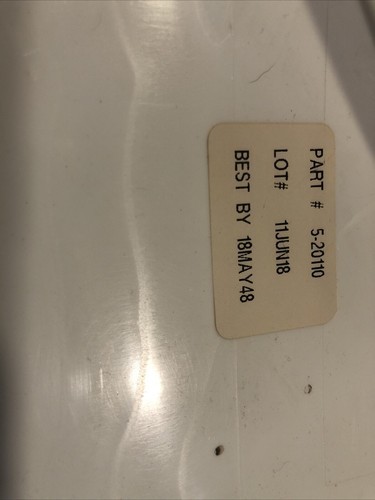 PART # 5-20110
LOT# 11JUN18
BEST BY 18MAY48